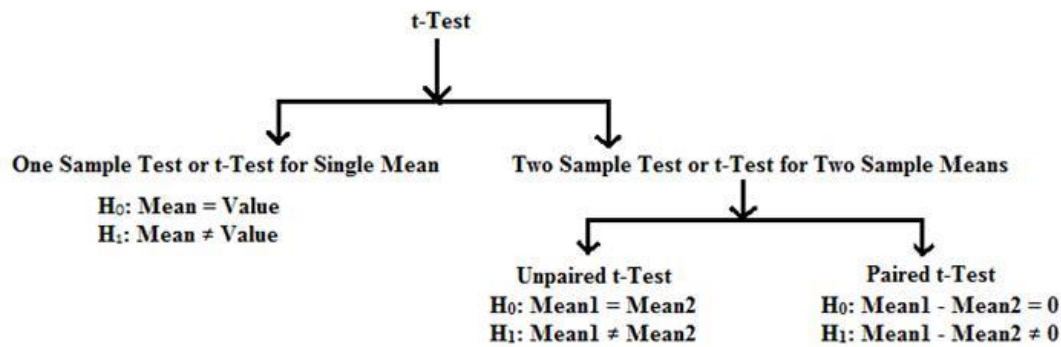 t-Test
One Sample Test or t-Test for Single Mean
H₀: Mean = Value
H₁: Mean ≠ Value
Two Sample Test or t-Test for Two Sample Means
Unpaired t-Test
H₀: Mean1 = Mean2
H₁: Mean1 ≠ Mean2
Paired t-Test
H₀: Mean1 - Mean2 = 0
H₁: Mean1 - Mean2 ≠ 0